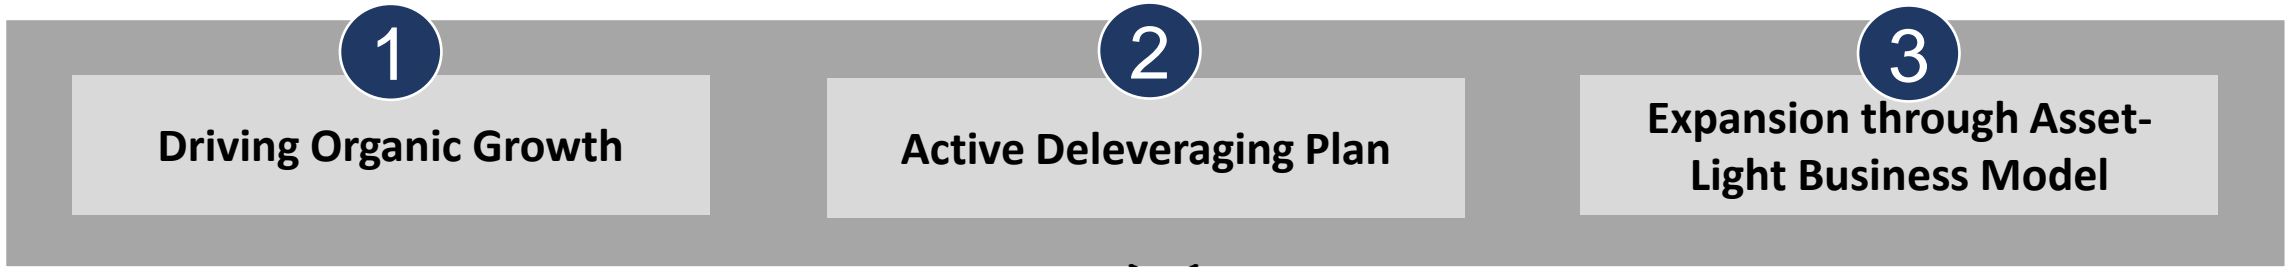 1
Driving Organic Growth
2
Active Deleveraging Plan
3
Expansion through Asset-
Light Business Model